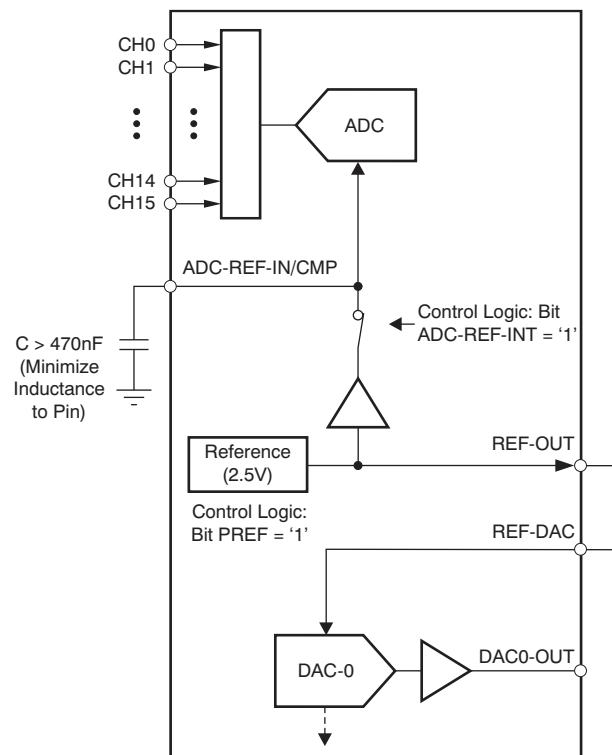 CH0
CH1
ADC
CH14
CH15
ADC-REF-IN/CMP
Control Logic: Bit
ADC-REF-INT = ‘1’
C > 470nF
(Minimize
Inductance
to Pin)
Reference
(2.5V)
REF-OUT
Control Logic:
Bit PREF = ‘1’
REF-DAC
DAC-0
DAC0-OUT